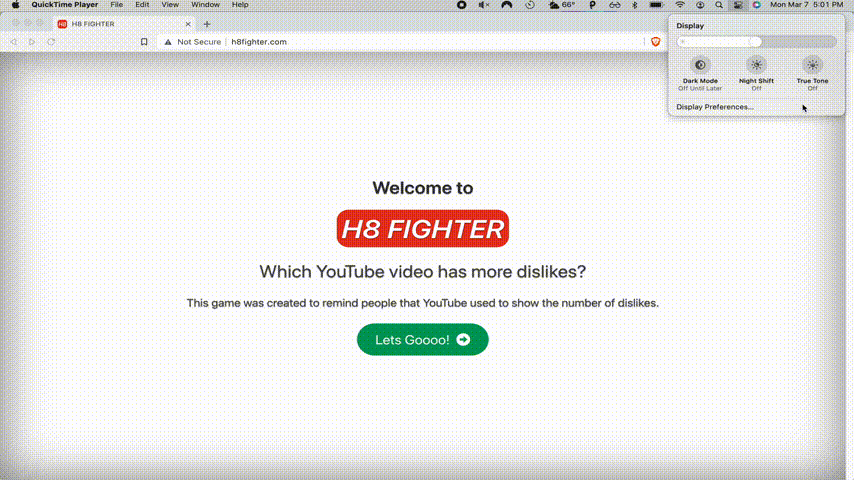 QuickTime Player File Edit View Window Help
66° Mon Mar 7 5:01 PM
H8 H8 FIGHTER
Not Secure h8fighter.com
Display
Dark Mode Night Shift True Tone
Off Until Later Off Off
Display Preferences...
Welcome to
H8 FIGHTER
Which YouTube video has more dislikes?
This game was created to remind people that YouTube used to show the number of dislikes.
Lets Goooo!